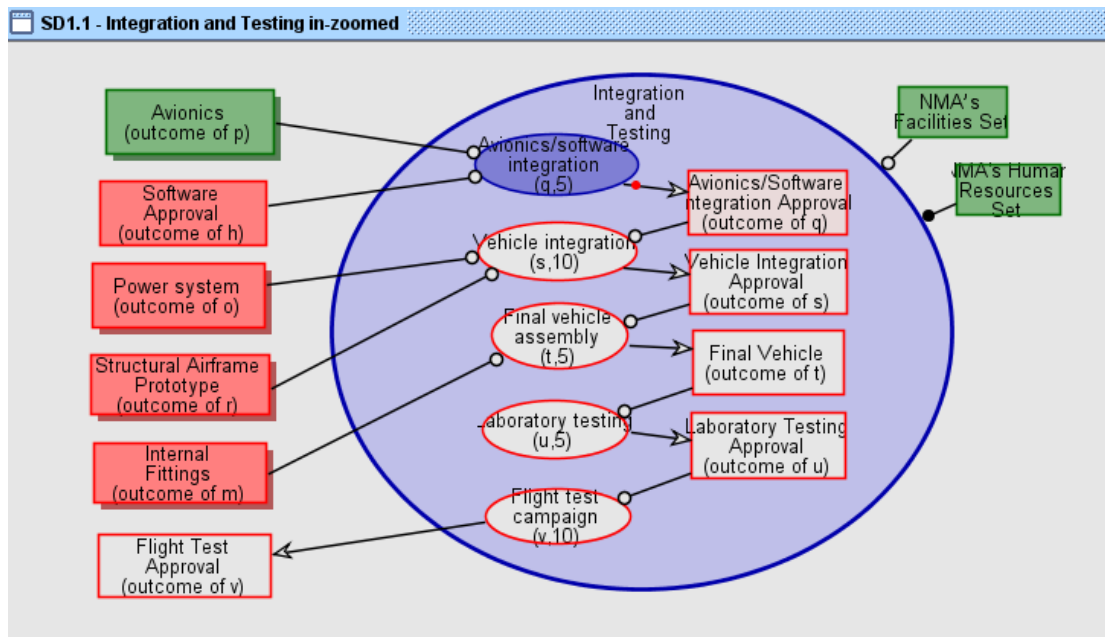 SD1.1 - Integration and Testing in-zoomed
Integration
and
Testing
Avionics
(outcome of p)
Software
Approval
(outcome of h)
Power system
(outcome of o)
Structural Airframe
Prototype
(outcome of r)
Internal
Fittings
(outcome of m)
Flight Test
Approval
(outcome of v)
Avionics/software
integration
(q,5)
Vehicle integration
(s,10)
Final vehicle
assembly
(t,5)
Laboratory testing
(u,5)
Flight test
campaign
(v,10)
Avionics/Software
Integration Approval
(outcome of q)
Vehicle Integration
Approval
(outcome of s)
Final Vehicle
(outcome of t)
Laboratory Testing
Approval
(outcome of u)
NMA's
Facilities Set
NMA's Human
Resources
Set